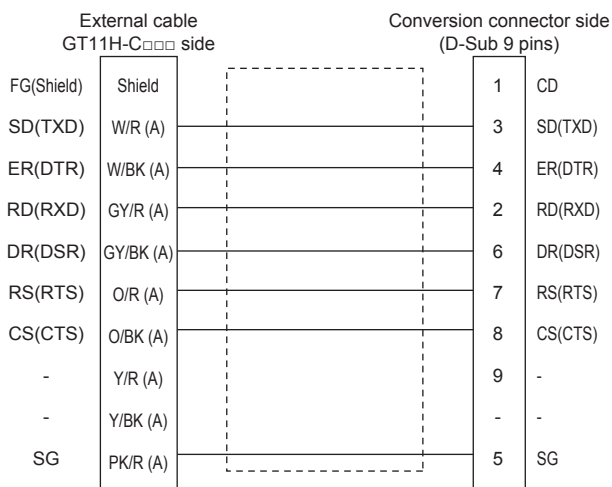 External cable Conversion connector side
GT11H-C□□□ side (D-Sub 9 pins)
FG(Shield) Shield 1 CD
SD(TXD) W/R (A) 3 SD(TXD)
ER(DTR) W/BK (A) 4 ER(DTR)
RD(RXD) GY/R (A) 2 RD(RXD)
DR(DSR) GY/BK (A) 6 DR(DSR)
RS(RTS) O/R (A) 7 RS(RTS)
CS(CTS) O/BK (A) 8 CS(CTS)
- Y/R (A) 9 -
- Y/BK (A) - -
SG PK/R (A) 5 SG